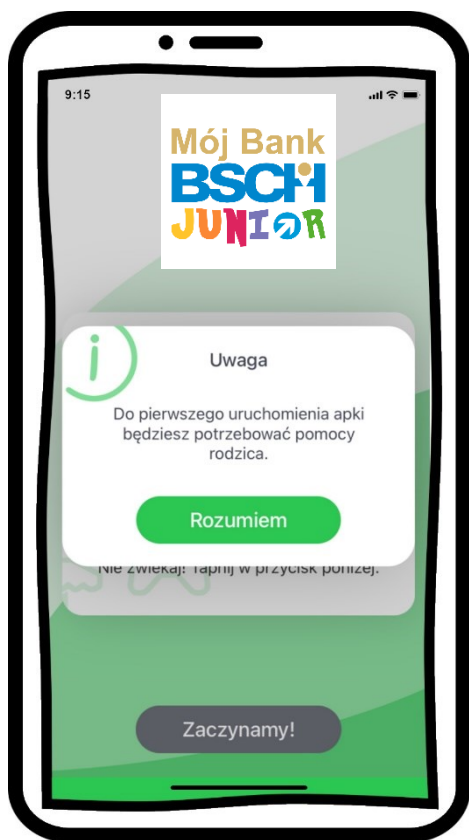 9:15
Mój Bank
BSCH
JUNIOR
Uwaga
Do pierwszego uruchomienia apki
będziesz potrzebować pomocy
rodzica.
Rozumiem
Nie zwlekaj! Tapnij w przycisk poniżej.
Zaczynamy!